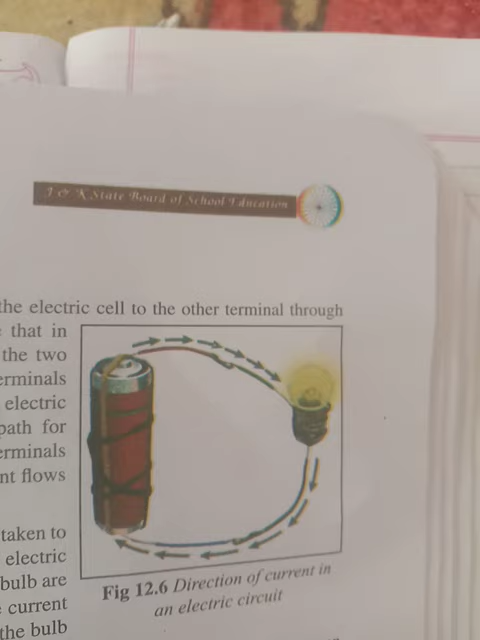 J & K State Board of School Education
the electric cell to the other terminal through
that in
the two
erminals
electric
path for
erminals
nt flows
taken to
electric
bulb are
current
the bulb
Fig 12.6 Direction of current in
an electric circuit